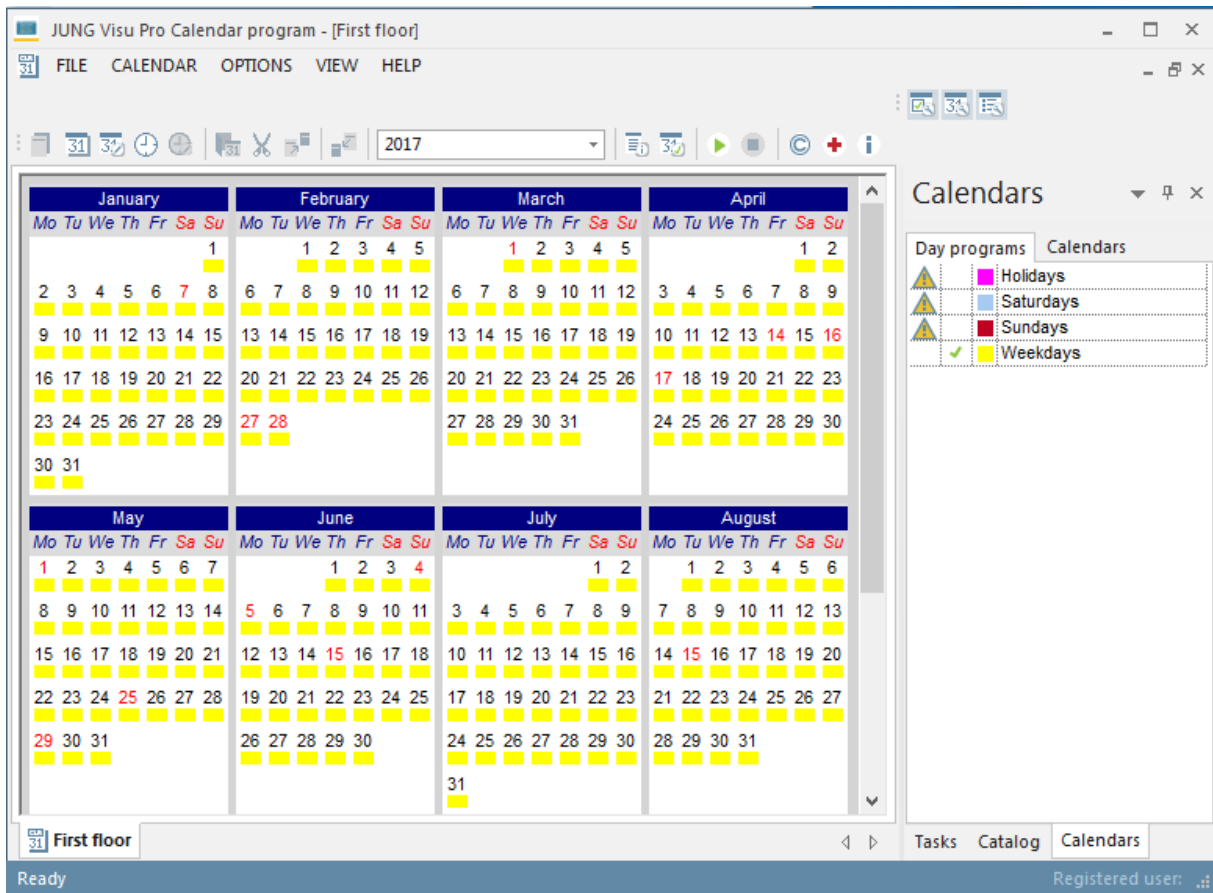 JUNG Visu Pro Calendar program - [First floor]
FILE CALENDAR OPTIONS VIEW HELP
2017
January February March April
Mo Tu We Th Fr Sa Su Mo Tu We Th Fr Sa Su Mo Tu We Th Fr Sa Su Mo Tu We Th Fr Sa Su
1 1 2 3 4 5 1 2 3 4 5 1 2
2 3 4 5 6 7 8 6 7 8 9 10 11 12 6 7 8 9 10 11 12 3 4 5 6 7 8 9
9 10 11 12 13 14 15 13 14 15 16 17 18 19 13 14 15 16 17 18 19 10 11 12 13 14 15 16
16 17 18 19 20 21 22 20 21 22 23 24 25 26 20 21 22 23 24 25 26 17 18 19 20 21 22 23
23 24 25 26 27 28 29 27 28 27 28 29 30 31 24 25 26 27 28 29 30
30 31
May June July August
Mo Tu We Th Fr Sa Su Mo Tu We Th Fr Sa Su Mo Tu We Th Fr Sa Su Mo Tu We Th Fr Sa Su
1 2 3 4 5 6 7 1 2 3 4 1 2 1 2 3 4 5 6
8 9 10 11 12 13 14 5 6 7 8 9 10 11 3 4 5 6 7 8 9 7 8 9 10 11 12 13
15 16 17 18 19 20 21 12 13 14 15 16 17 18 10 11 12 13 14 15 16 14 15 16 17 18 19 20
22 23 24 25 26 27 28 19 20 21 22 23 24 25 17 18 19 20 21 22 23 21 22 23 24 25 26 27
29 30 31 26 27 28 29 30 24 25 26 27 28 29 30 28 29 30 31
31
First floor
Calendars
Day programs Calendars
Holidays
Saturdays
Sundays
Weekdays
Tasks Catalog Calendars
Ready Registered user: